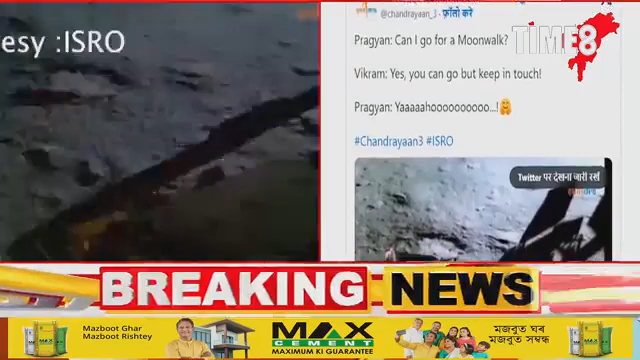 esy :ISRO
@chandrayaan_3 · फ़ॉलो करे
Pragyan: Can I go for a Moonwalk?
Vikram: Yes, you can go but keep in touch!
Pragyan: Yaaaaahoooooooooo...!🤗
#Chandrayaan3 #ISRO
Twitter पर देखना जारी रखें
TIME8
BREAKING NEWS
Mazboot Ghar
Mazboot Rishtey
MAX
CEMENT
MAXIMUM KI GUARANTEE
মজবুত ঘৰ
মজবুত সম্বন্ধ